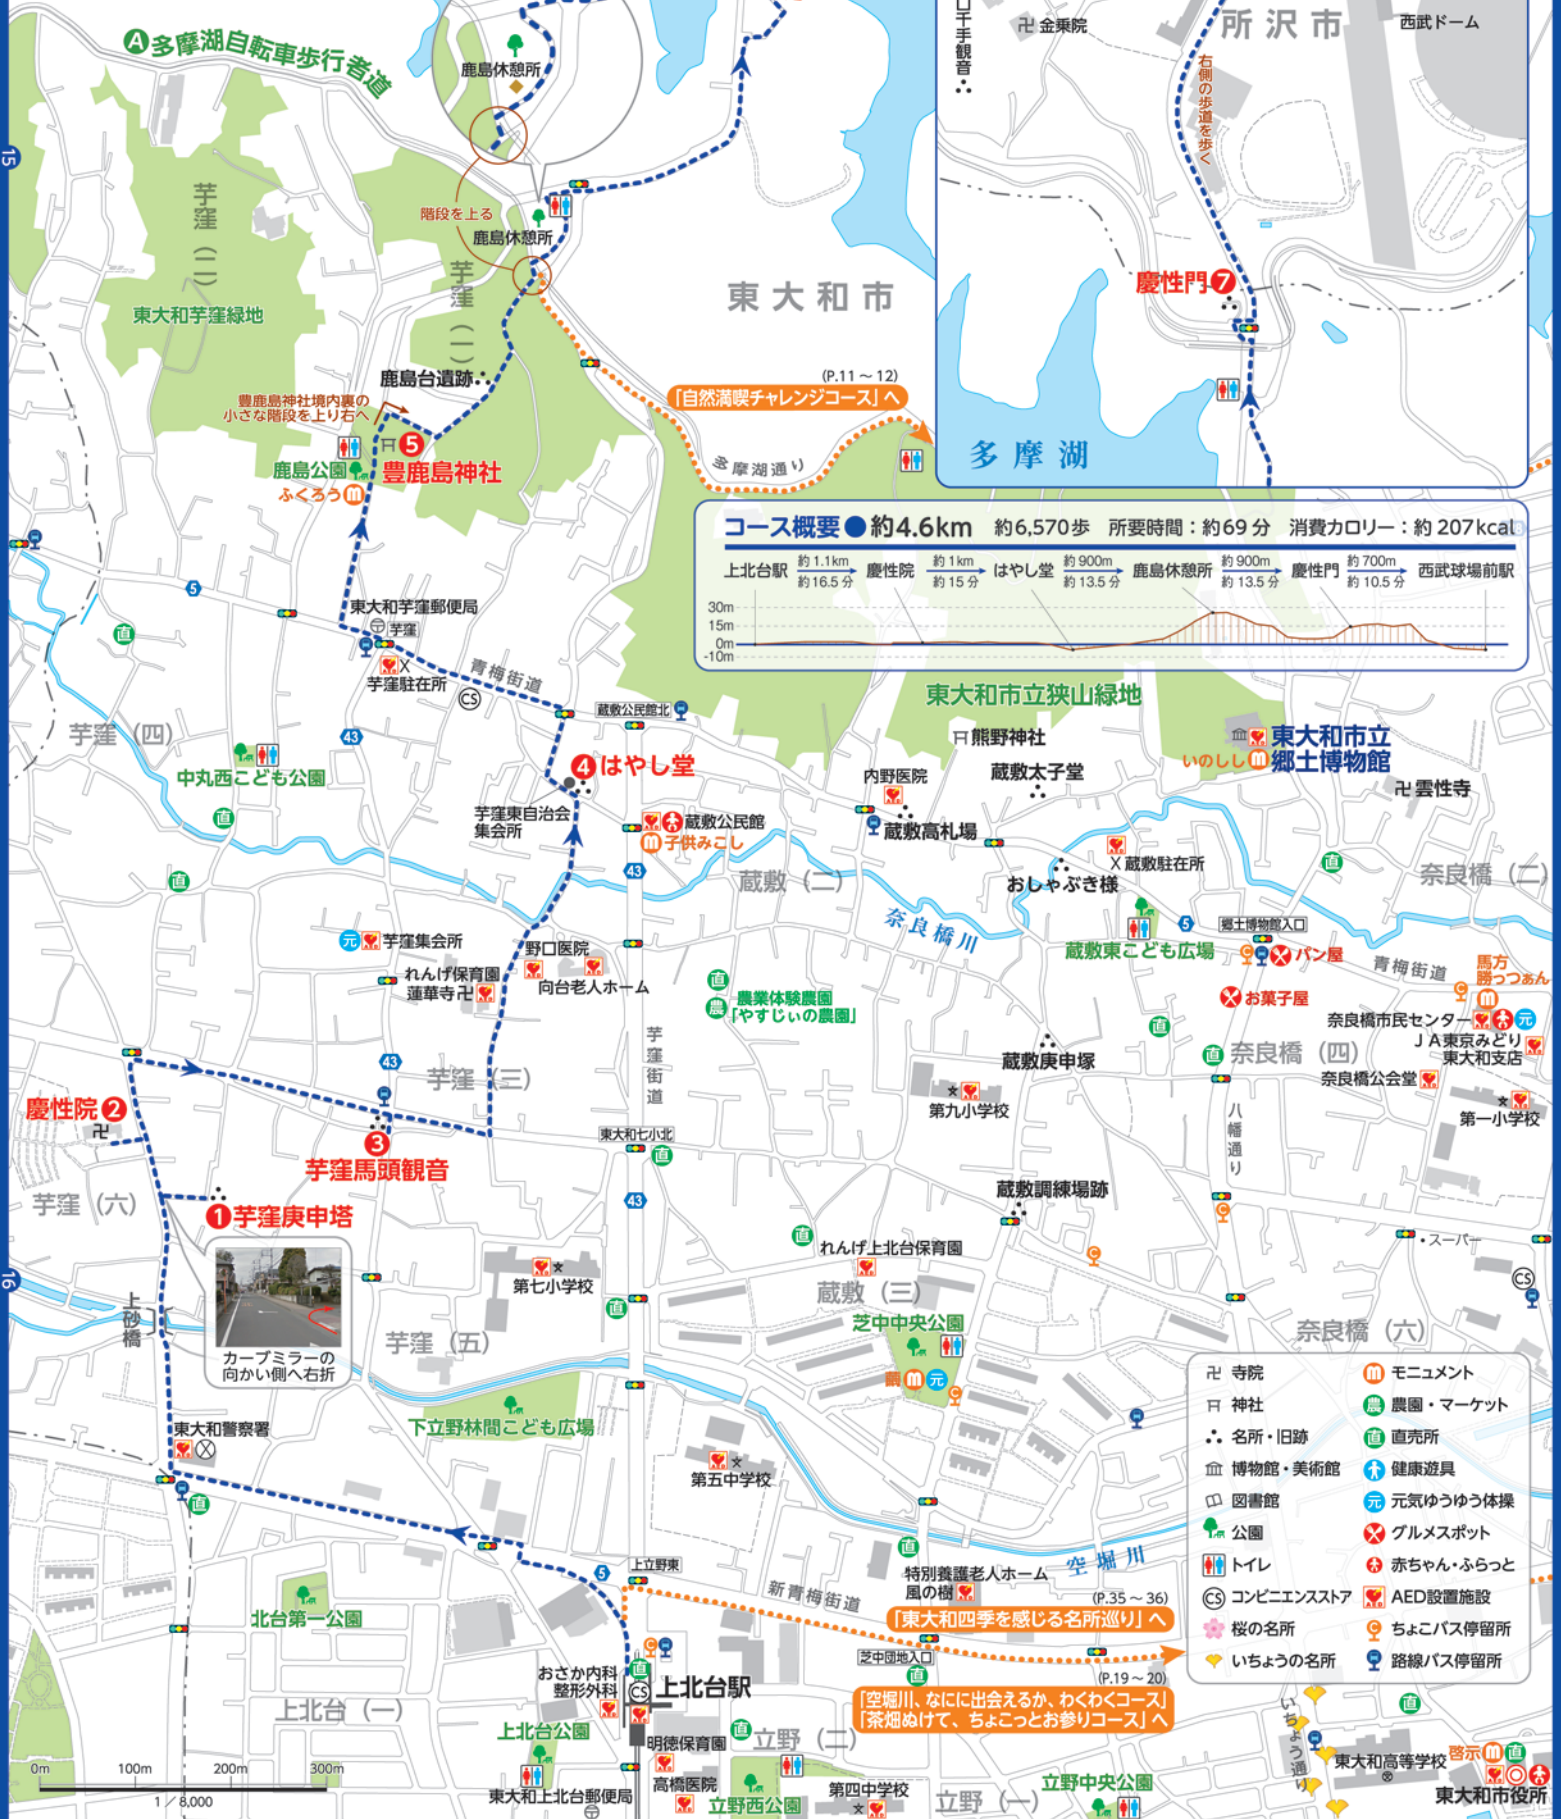 A多摩湖自転車歩行者道
鹿島休憩所
階段を上る
鹿島休憩所
芋窪(二)
芋窪(一)
東大和芋窪緑地
東大和市
鹿島台遺跡
豊鹿島神社境内裏の
小さな階段を上り右へ
5
豊鹿島神社
鹿島公園
ふくろう m
(P.11～12)
「自然満喫チャレンジコース」へ
多摩湖通り
口千手観音
卍金乗院
所沢市
西武ドーム
右側の歩道を歩く
慶性門7
多摩湖
15
コース概要●約4.6km 約6,570歩 所要時間：約69分 消費カロリー：約207kcal
上北台駅 約1.1km 約16.5分 慶性院 約1km 約15分 はやし堂 約900m 約13.5分 鹿島休憩所 約900m 約13.5分 慶性門 約700m 約10.5分 西武球場前駅
30m
15m
0m
-10m
5
東大和芋窪郵便局
芋窪
芋窪駐在所
青梅街道
CS
蔵敷公民館北
芋窪(四)
43
中丸西こども公園
直
4はやし堂
芋窪東自治会
集会所
蔵敷公民館
m子供みこし
43
蔵敷(二)
東大和市立狭山緑地
熊野神社
内野医院
蔵敷太子堂
蔵敷高札場
東大和市立
郷土博物館
いのしし m
卍雲性寺
X蔵敷駐在所
おしゃぶき様
奈良橋(二)
奈良橋川
蔵敷東こども広場
5
郷土博物館入口
パン屋
青梅街道
馬方
勝っつぁん
お菓子屋
奈良橋市民センター
元
JA東京みどり
東大和支店
奈良橋(四)
奈良橋公会堂
第一小学校
元 芋窪集会所
野口医院
れんげ保育園
蓮華寺卍
向台老人ホーム
農業体験農園
「やすじぃの農園」
芋窪街道
蔵敷庚申塚
第九小学校
八幡通り
43
芋窪(三)
慶性院2
卍
3
芋窪馬頭観音
東大和七小北
43
芋窪(六)
1芋窪庚申塔
蔵敷調練場跡
れんげ上北台保育園
スーパー
CS
16
上砂橋
カーブミラーの
向かい側へ右折
第七小学校
芋窪(五)
蔵敷(三)
芝中中央公園
m 元
奈良橋(六)
下立野林間こども広場
東大和警察署
第五中学校
空堀川
5
上立野東
新青梅街道
特別養護老人ホーム
風の樹
(P.35～36)
「東大和四季を感じる名所巡り」へ
芝中団地入口
(P.19～20)
「空堀川、なにに出会えるか、わくわくコース」
「茶畑ぬけて、ちょこっとお参りコース」へ
北台第一公園
おさか内科
整形外科
上北台駅
上北台(一)
上北台公園
明徳保育園
立野(二)
高橋医院
東大和上北台郵便局
立野西公園
第四中学校
立野(一)
立野中央公園
いちょう通り
東大和高等学校
啓示 m 直
東大和市役所
卍 寺院
神社
名所・旧跡
博物館・美術館
図書館
公園
トイレ
CS コンビニエンスストア
桜の名所
いちょうの名所
m モニュメント
農 農園・マーケット
直 直売所
健康遊具
元 元気ゆうゆう体操
グルメスポット
赤ちゃん・ふらっと
AED設置施設
ちょこバス停留所
路線バス停留所
0m 100m 200m 300m
1／8,000